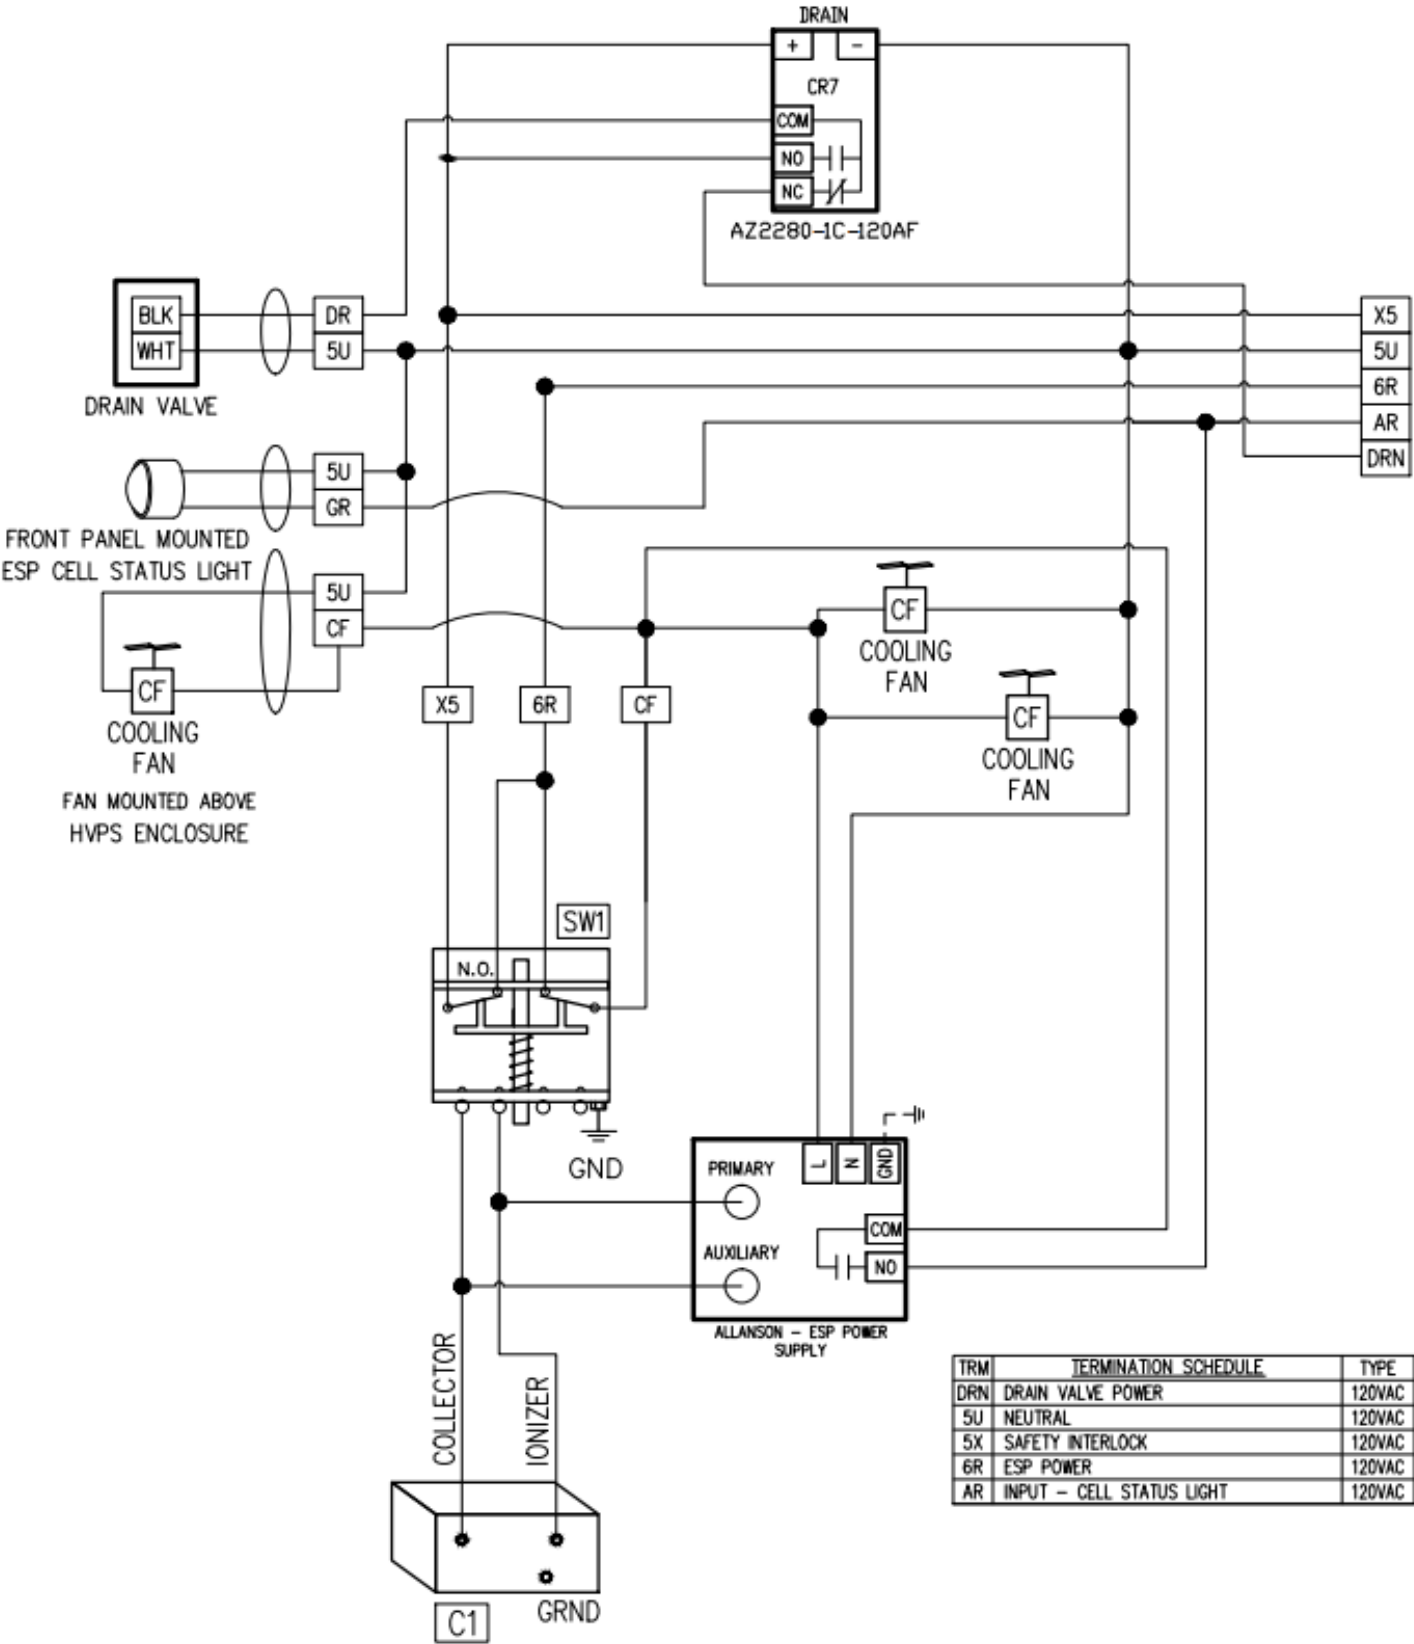 DRAIN
+ -
CR7
COM
NO
NC
AZ2280-1C-120AF
BLK
WHT
DR
5U
DRAIN VALVE
X5
5U
6R
AR
DRN
5U
GR
FRONT PANEL MOUNTED
ESP CELL STATUS LIGHT
5U
CF
CF
COOLING
FAN
FAN MOUNTED ABOVE
HVPS ENCLOSURE
CF
COOLING
FAN
CF
COOLING
FAN
X5
6R
CF
SW1
N.O.
GND
PRIMARY
AUXILIARY
L
N
GND
COM
NO
ALLANSON - ESP POWER
SUPPLY
COLLECTOR
IONIZER
C1
GRND
TRM TERMINATION SCHEDULE TYPE
DRN DRAIN VALVE POWER 120VAC
5U NEUTRAL 120VAC
5X SAFETY INTERLOCK 120VAC
6R ESP POWER 120VAC
AR INPUT - CELL STATUS LIGHT 120VAC